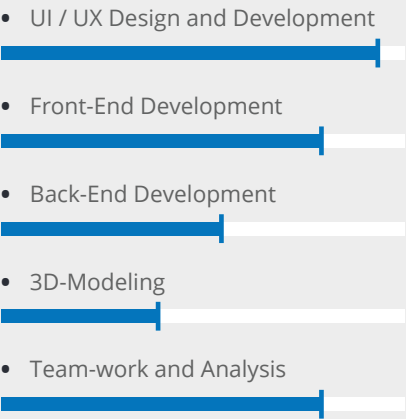 UI / UX Design and Development
Front-End Development
Back-End Development
3D-Modeling
Team-work and Analysis